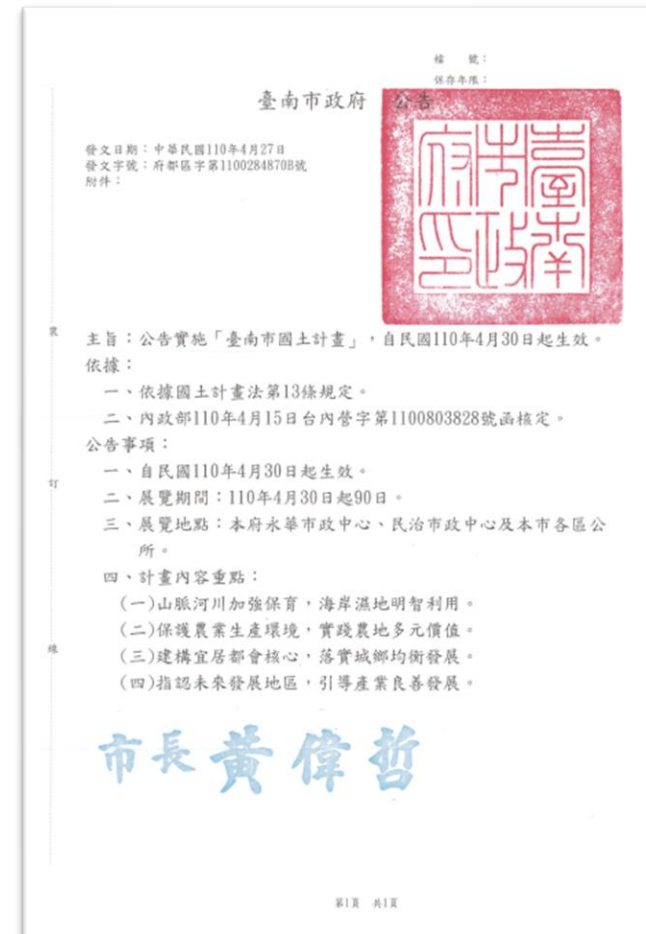 檔　號：
保存年限：
臺南市政府　公告
發文日期：中華民國110年4月27日
發文字號：府都區字第1100284870B號
附件：
臺南市政府印
主旨：公告實施「臺南市國土計畫」，自民國110年4月30日起生效。
依據：
一、依據國土計畫法第13條規定。
二、內政部110年4月15日台內營字第1100803828號函核定。
公告事項：
一、自民國110年4月30日起生效。
二、展覽期間：110年4月30日起90日。
三、展覽地點：本府永華市政中心、民治市政中心及本市各區公
所。
四、計畫內容重點：
(一)山脈河川加強保育，海岸濕地明智利用。
(二)保護農業生產環境，實踐農地多元價值。
(三)建構宜居都會核心，落實城鄉均衡發展。
(四)指認未來發展地區，引導產業良善發展。
市長黃偉哲
裝
訂
線
第1頁　共1頁